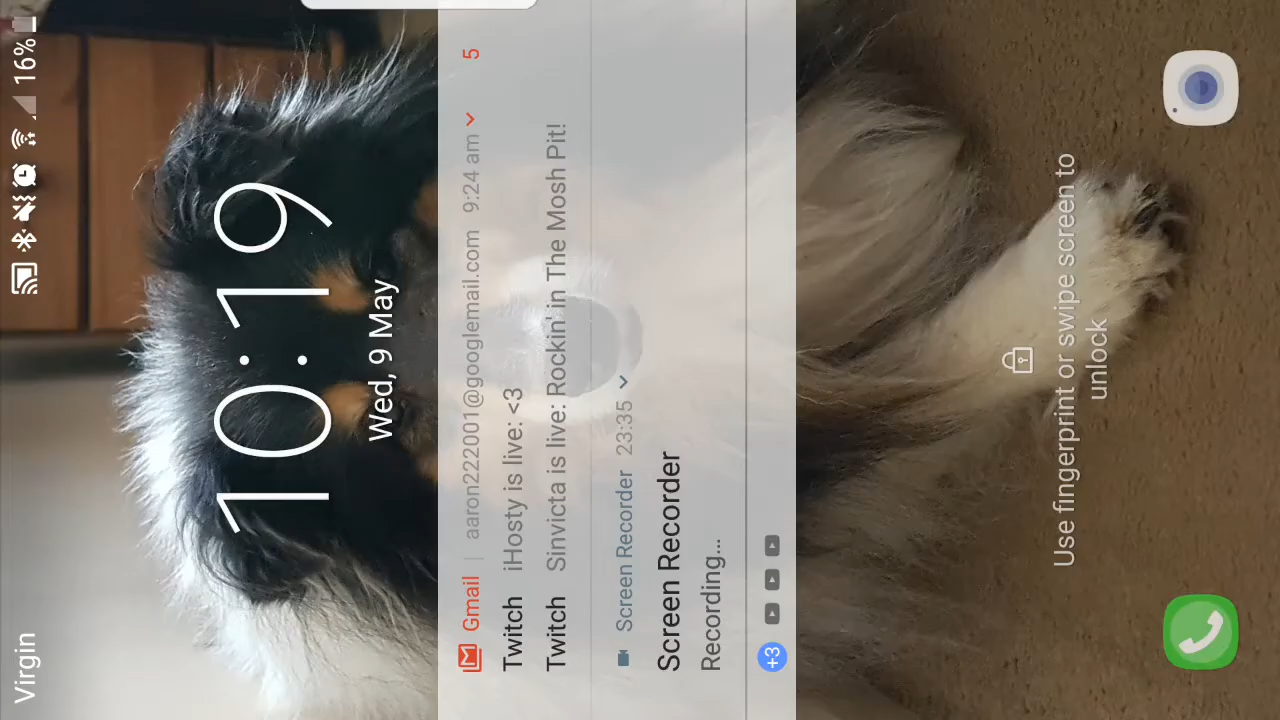 Virgin 16%
10:19
Wed, 9 May
Gmail | aaron222001@googlemail.com 9:24 am 5
Twitch iHosty is live: <3
Twitch Sinvicta is live: Rockin' in The Mosh Pit!
Screen Recorder 23:35
Screen Recorder
Recording...
+3
Use fingerprint or swipe screen to
unlock